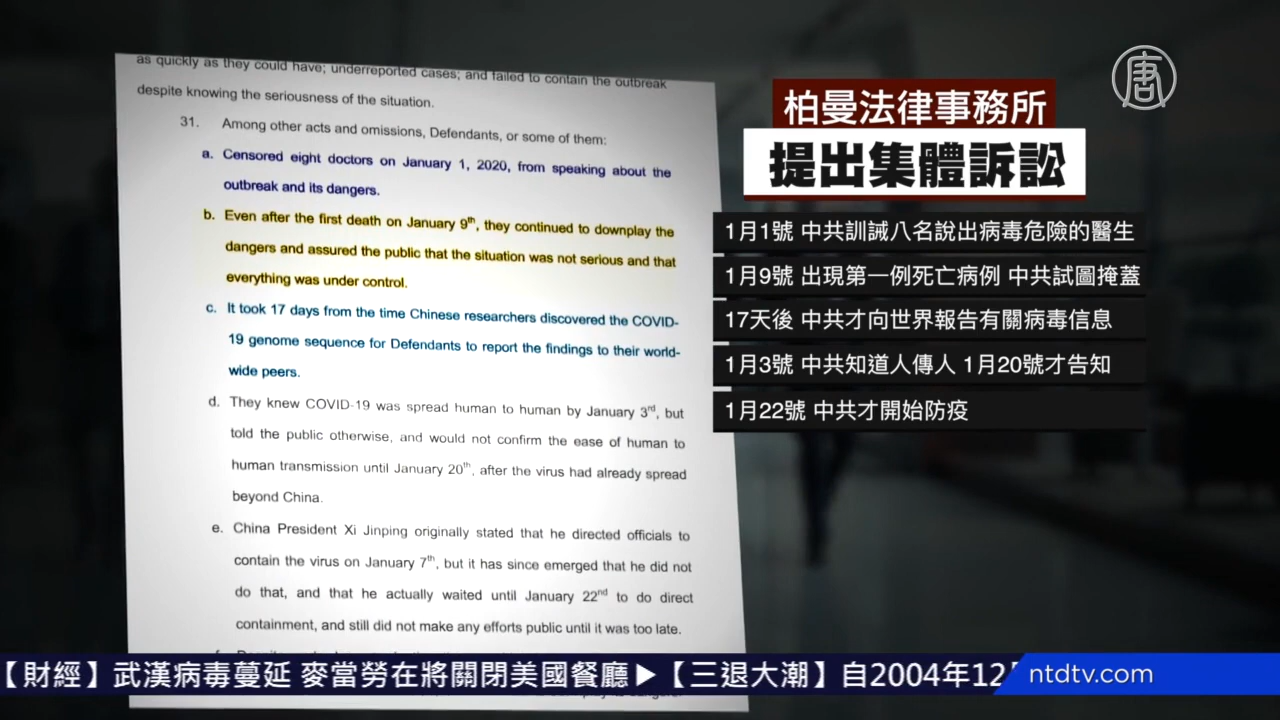 as quickly as they could have; underreported cases; and failed to contain the outbreak
despite knowing the seriousness of the situation.
31. Among other acts and omissions, Defendants, or some of them:
a. Censored eight doctors on January 1, 2020, from speaking about the
outbreak and its dangers.
b. Even after the first death on January 9th, they continued to downplay the
dangers and assured the public that the situation was not serious and that
everything was under control.
c. It took 17 days from the time Chinese researchers discovered the COVID-
19 genome sequence for Defendants to report the findings to their world-
wide peers.
d. They knew COVID-19 was spread human to human by January 3rd, but
told the public otherwise, and would not confirm the ease of human to
human transmission until January 20th, after the virus had already spread
beyond China.
e. China President Xi Jinping originally stated that he directed officials to
contain the virus on January 7th, but it has since emerged that he did not
do that, and that he actually waited until January 22nd to do direct
containment, and still did not make any efforts public until it was too late.
唐
柏曼法律事務所
提出集體訴訟
1月1號 中共訓誡八名說出病毒危險的醫生
1月9號 出現第一例死亡病例 中共試圖掩蓋
17天後 中共才向世界報告有關病毒信息
1月3號 中共知道人傳人 1月20號才告知
1月22號 中共才開始防疫
【財經】武漢病毒蔓延 麥當勞在將關閉美國餐廳▶【三退大潮】自2004年12
ntdtv.com